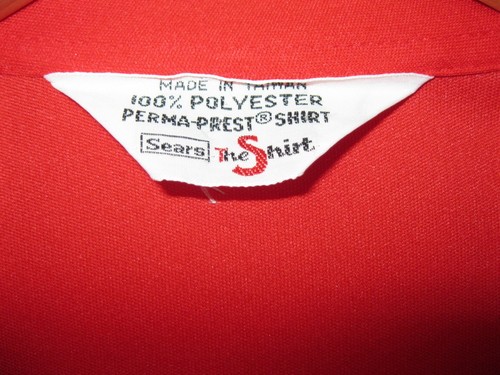 MADE IN TAIWAN
100% POLYESTER
PERMA-PREST® SHIRT
Sears The Shirt